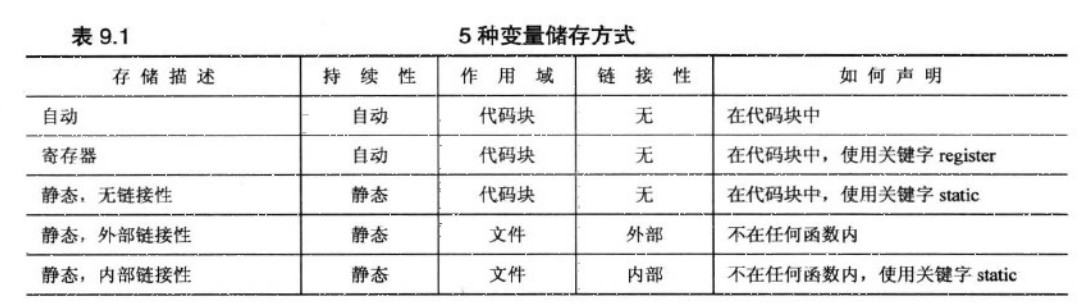 表 9.1 5 种变量储存方式
存储描述 持续性 作用域 链接性 如何声明
自动 自动 代码块 无 在代码块中
寄存器 自动 代码块 无 在代码块中，使用关键字 register
静态，无链接性 静态 代码块 无 在代码块中，使用关键字 static
静态，外部链接性 静态 文件 外部 不在任何函数内
静态，内部链接性 静态 文件 内部 不在任何函数内，使用关键字 static